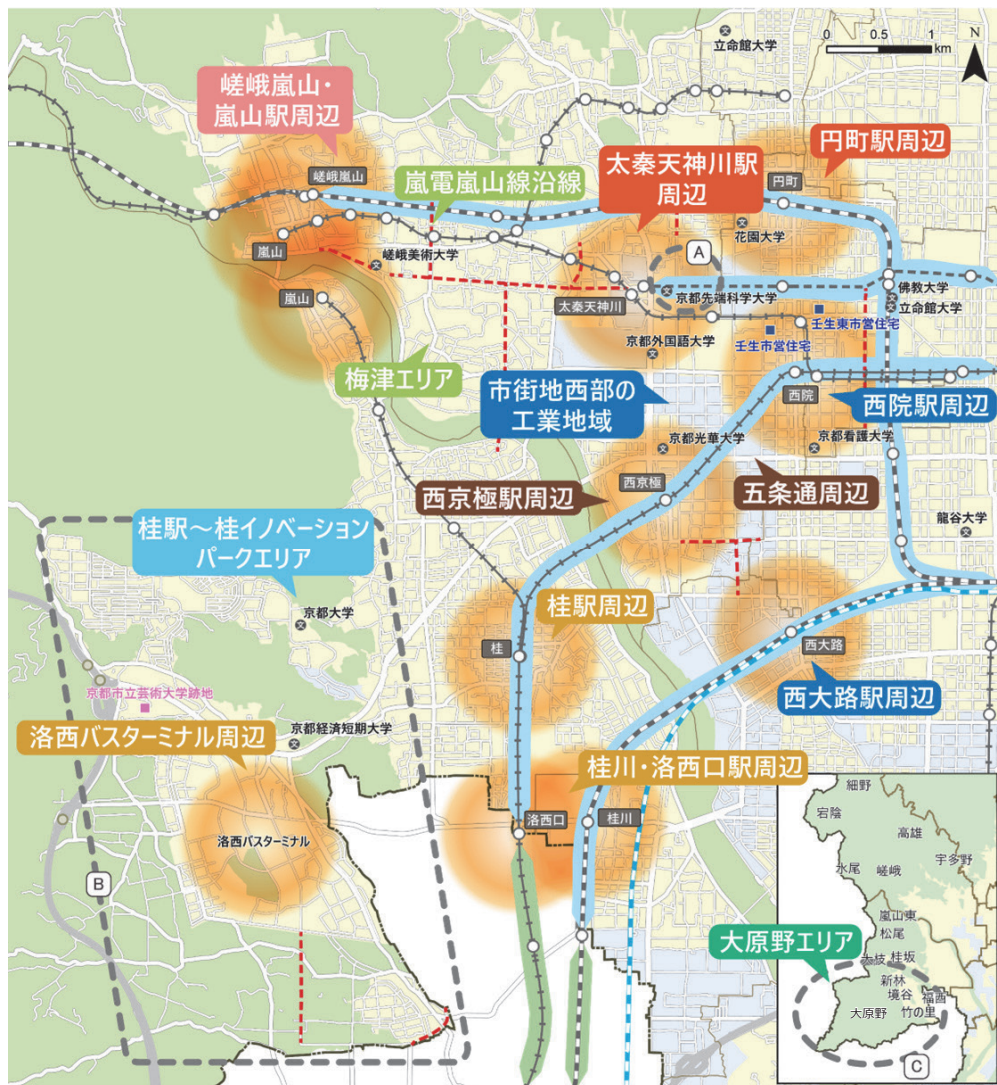 立命館大学
0 0.5 1
km
N
嵯峨嵐山・
嵐山駅周辺
嵐電嵐山線沿線
太秦天神川駅
周辺
円町駅周辺
嵯峨嵐山
円町
花園大学
A
嵐山
嵯峨美術大学
嵐山
太秦天神川
京都先端科学大学
佛教大学
立命館大学
壬生東市営住宅
壬生市営住宅
京都外国語大学
梅津エリア
市街地西部の
工業地域
西院
西院駅周辺
京都光華大学
京都看護大学
西京極駅周辺
西京極
五条通周辺
龍谷大学
桂駅～桂イノベーション
パークエリア
京都大学
桂駅周辺
桂
西大路
西大路駅周辺
京都市立芸術大学跡地
京都経済短期大学
洛西バスターミナル周辺
桂川・洛西口駅周辺
洛西口
桂川
洛西バスターミナル
B
細野
宕陰
高雄
宇多野
水尾
嵯峨
嵐山東
松尾
大原野エリア
大枝
桂坂
新林
境谷
福西
竹の里
大原野
C